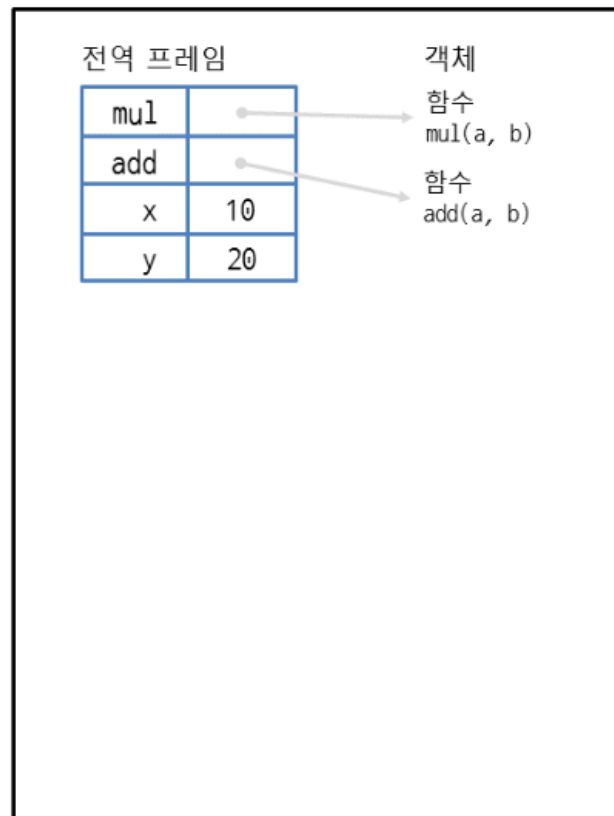 전역 프레임
객체
mul
함수
mul(a, b)
add
함수
add(a, b)
x 10
y 20